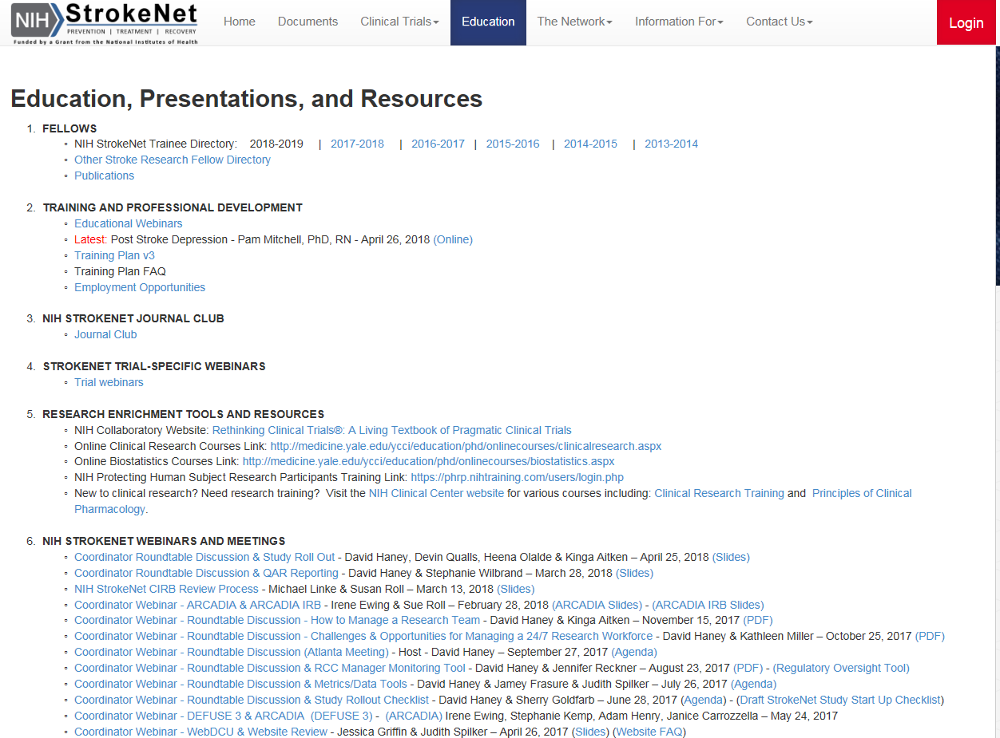 NIH StrokeNet
PREVENTION | TREATMENT | RECOVERY
Funded by a Grant from the National Institutes of Health
Home Documents Clinical Trials Education The Network Information For Contact Us Login
Education, Presentations, and Resources
1. FELLOWS
NIH StrokeNet Trainee Directory: 2018-2019 | 2017-2018 | 2016-2017 | 2015-2016 | 2014-2015 | 2013-2014
Other Stroke Research Fellow Directory
Publications
2. TRAINING AND PROFESSIONAL DEVELOPMENT
Educational Webinars
Latest: Post Stroke Depression - Pam Mitchell, PhD, RN - April 26, 2018 (Online)
Training Plan v3
Training Plan FAQ
Employment Opportunities
3. NIH STROKENET JOURNAL CLUB
Journal Club
4. STROKENET TRIAL-SPECIFIC WEBINARS
Trial webinars
5. RESEARCH ENRICHMENT TOOLS AND RESOURCES
NIH Collaboratory Website: Rethinking Clinical Trials®: A Living Textbook of Pragmatic Clinical Trials
Online Clinical Research Courses Link: http://medicine.yale.edu/ycci/education/phd/onlinecourses/clinicalresearch.aspx
Online Biostatistics Courses Link: http://medicine.yale.edu/ycci/education/phd/onlinecourses/biostatistics.aspx
NIH Protecting Human Subject Research Participants Training Link: https://phrp.nihtraining.com/users/login.php
New to clinical research? Need research training? Visit the NIH Clinical Center website for various courses including: Clinical Research Training and Principles of Clinical
Pharmacology.
6. NIH STROKENET WEBINARS AND MEETINGS
Coordinator Roundtable Discussion & Study Roll Out - David Haney, Devin Qualls, Heena Olalde & Kinga Aitken – April 25, 2018 (Slides)
Coordinator Roundtable Discussion & QAR Reporting - David Haney & Stephanie Wilbrand – March 28, 2018 (Slides)
NIH StrokeNet CIRB Review Process - Michael Linke & Susan Roll – March 13, 2018 (Slides)
Coordinator Webinar - ARCADIA & ARCADIA IRB - Irene Ewing & Sue Roll – February 28, 2018 (ARCADIA Slides) - (ARCADIA IRB Slides)
Coordinator Webinar - Roundtable Discussion - How to Manage a Research Team - David Haney & Kinga Aitken – November 15, 2017 (PDF)
Coordinator Webinar - Roundtable Discussion - Challenges & Opportunities for Managing a 24/7 Research Workforce - David Haney & Kathleen Miller – October 25, 2017 (PDF)
Coordinator Webinar - Roundtable Discussion (Atlanta Meeting) - Host - David Haney – September 27, 2017 (Agenda)
Coordinator Webinar - Roundtable Discussion & RCC Manager Monitoring Tool - David Haney & Jennifer Reckner – August 23, 2017 (PDF) - (Regulatory Oversight Tool)
Coordinator Webinar - Roundtable Discussion & Metrics/Data Tools - David Haney & Jamey Frasure & Judith Spilker – July 26, 2017 (Agenda)
Coordinator Webinar - Roundtable Discussion & Study Rollout Checklist - David Haney & Sherry Goldfarb – June 28, 2017 (Agenda) - (Draft StrokeNet Study Start Up Checklist)
Coordinator Webinar - DEFUSE 3 & ARCADIA (DEFUSE 3) - (ARCADIA) Irene Ewing, Stephanie Kemp, Adam Henry, Janice Carrozzella – May 24, 2017
Coordinator Webinar - WebDCU & Website Review - Jessica Griffin & Judith Spilker – April 26, 2017 (Slides) (Website FAQ)